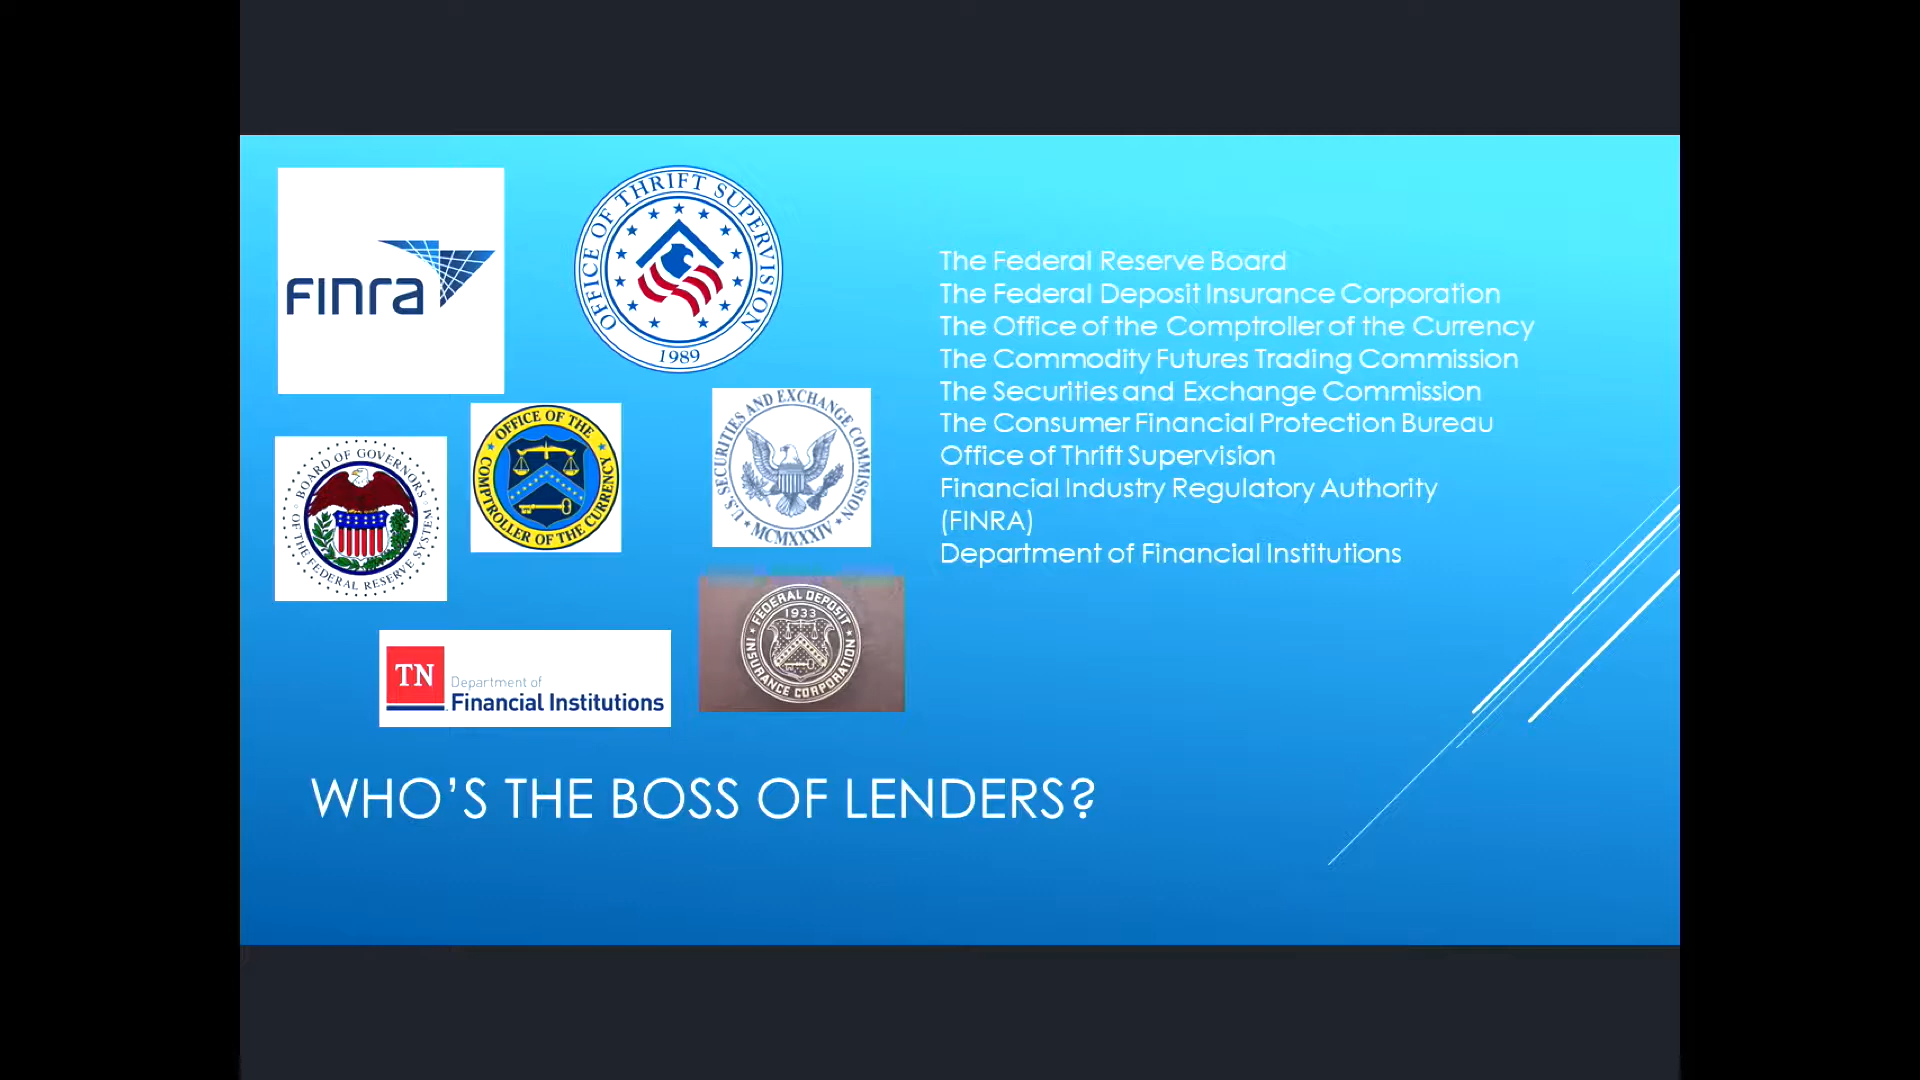 finra
OFFICE OF THRIFT SUPERVISION
1989
BOARD OF GOVERNORS
OF THE FEDERAL RESERVE SYSTEM
OFFICE OF THE
COMPTROLLER OF THE CURRENCY
U.S. SECURITIES AND EXCHANGE COMMISSION
MCMXXXIV
TN
Department of
Financial Institutions
FEDERAL DEPOSIT
1933
INSURANCE CORPORATION
The Federal Reserve Board
The Federal Deposit Insurance Corporation
The Office of the Comptroller of the Currency
The Commodity Futures Trading Commission
The Securities and Exchange Commission
The Consumer Financial Protection Bureau
Office of Thrift Supervision
Financial Industry Regulatory Authority
(FINRA)
Department of Financial Institutions
WHO'S THE BOSS OF LENDERS?